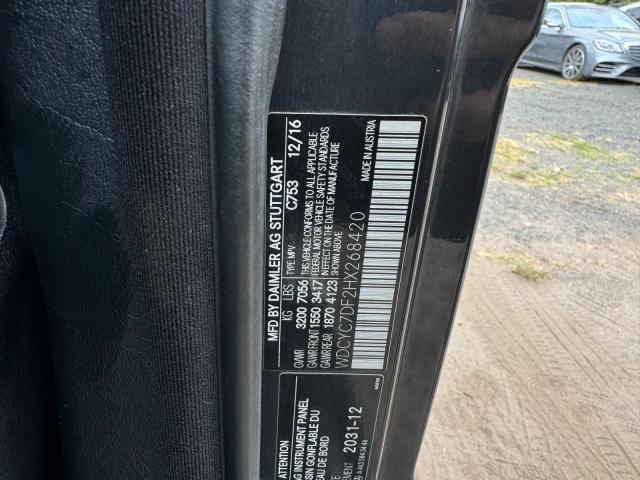 MFD BY DAIMLER AG STUTTGART
KG LBS TYPE:MPV C753 12/16
GVWR 3200 7056 THIS VEHICLE CONFORMS TO ALL APPLICABLE
GAWR FRONT 1550 3417 FEDERAL MOTOR VEHICLE SAFETY STANDARDS
GAWR REAR 1870 4123 IN EFFECT ON THE DATE OF MANUFACTURE
SHOWN ABOVE
WDCYC7DF2HX268420 MADE IN AUSTRIA
ATTENTION
INSTRUMENT PANEL
GONFLABLE DU
DE BORD
2031-12